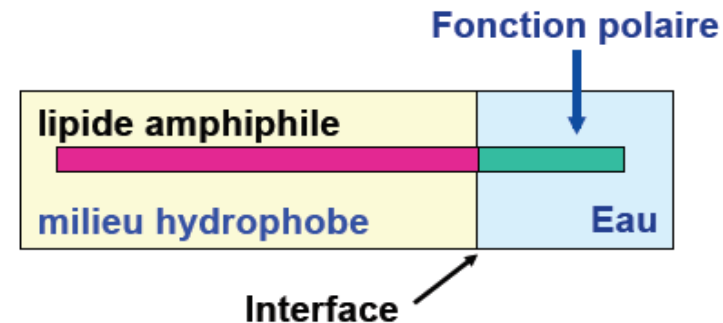 Fonction polaire
lipide amphiphile
milieu hydrophobe
Eau
Interface